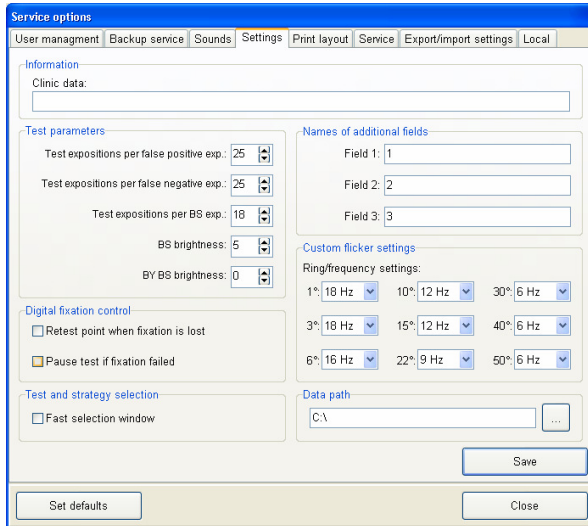 Service options
User managment Backup service Sounds Settings Print layout Service Export/import settings Local
Information
Clinic data:
Test parameters
Test expositions per false positive exp.: 25
Test expositions per false negative exp.: 25
Test expositions per BS exp.: 18
BS brightness: 5
BY BS brightness: 0
Digital fixation control
Retest point when fixation is lost
Pause test if fixation failed
Test and strategy selection
Fast selection window
Names of additional fields
Field 1: 1
Field 2: 2
Field 3: 3
Custom flicker settings
Ring/frequency settings:
1°: 18 Hz 10°: 12 Hz 30°: 6 Hz
3°: 18 Hz 15°: 12 Hz 40°: 6 Hz
6°: 16 Hz 22°: 9 Hz 50°: 6 Hz
Data path
C:\ ...
Save
Set defaults Close